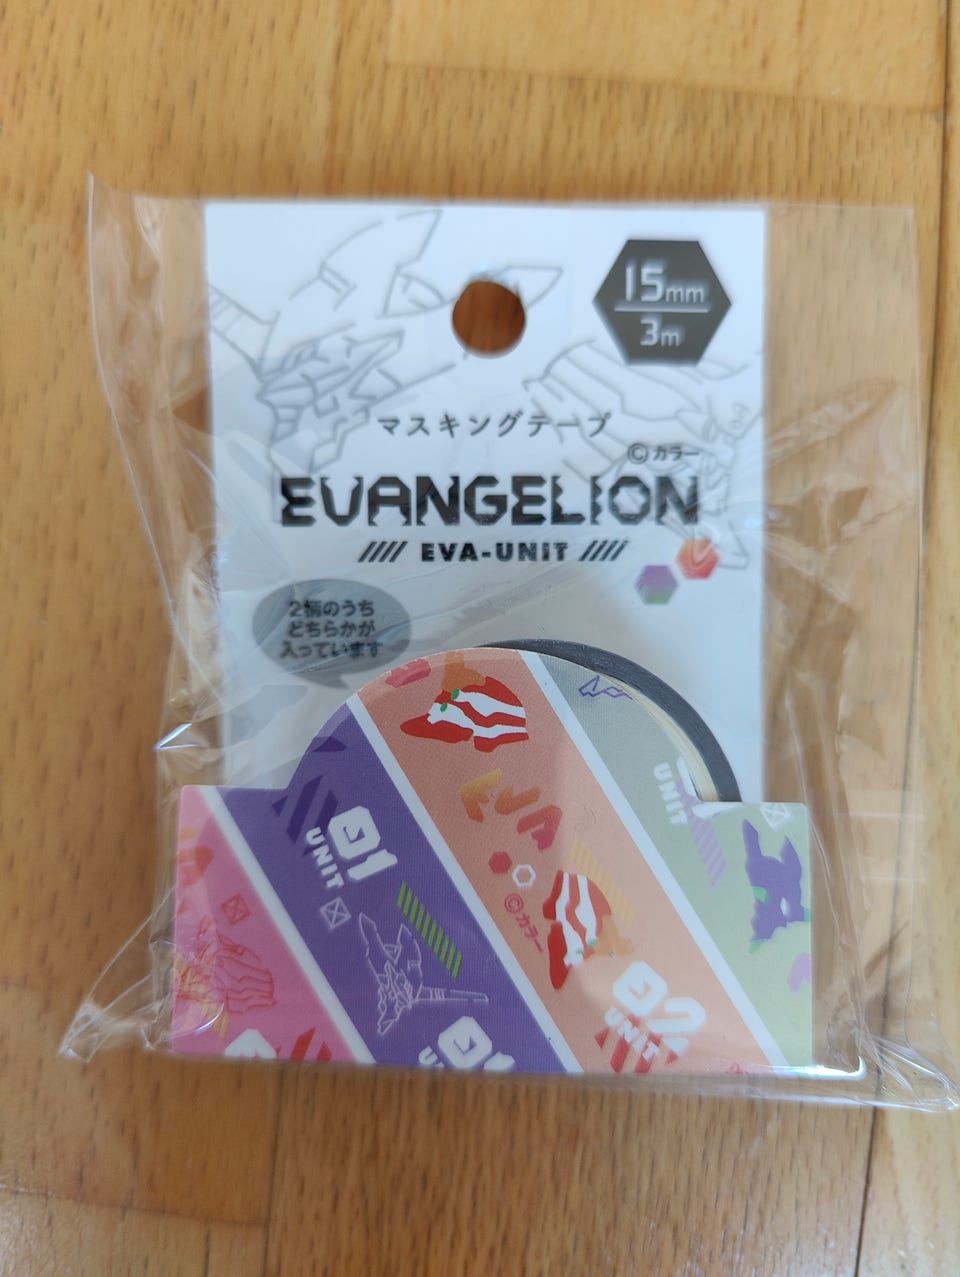 15mm
3m
マスキングテープ
©カラー
EVANGELION
//// EVA-UNIT ////
2柄のうち
どちらかが
入っています
UNIT
01
UNIT
EVA
©カラー
02
UNIT
01